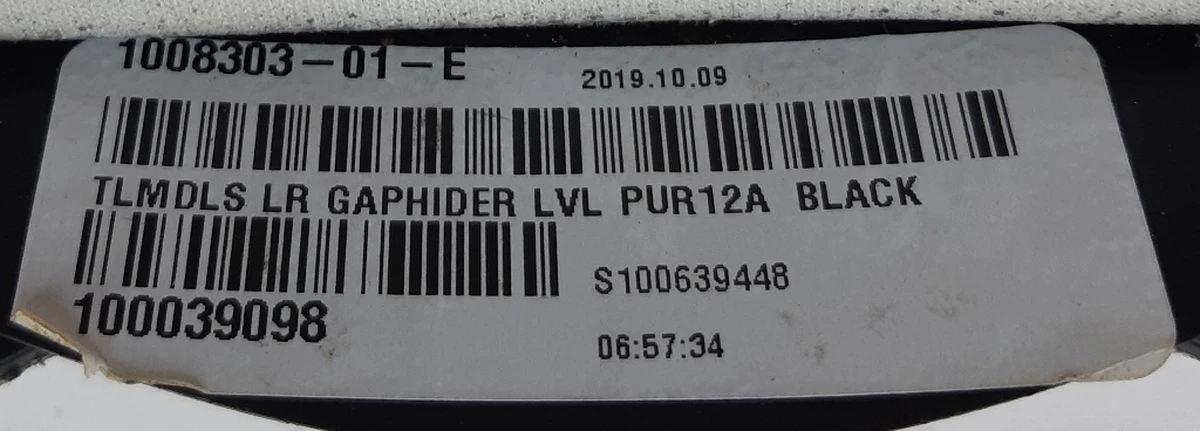 1008303-01-E 2019.10.09
TLMDLS LR GAPHIDER LVL PUR12A BLACK
S100639448
100039098
06:57:34